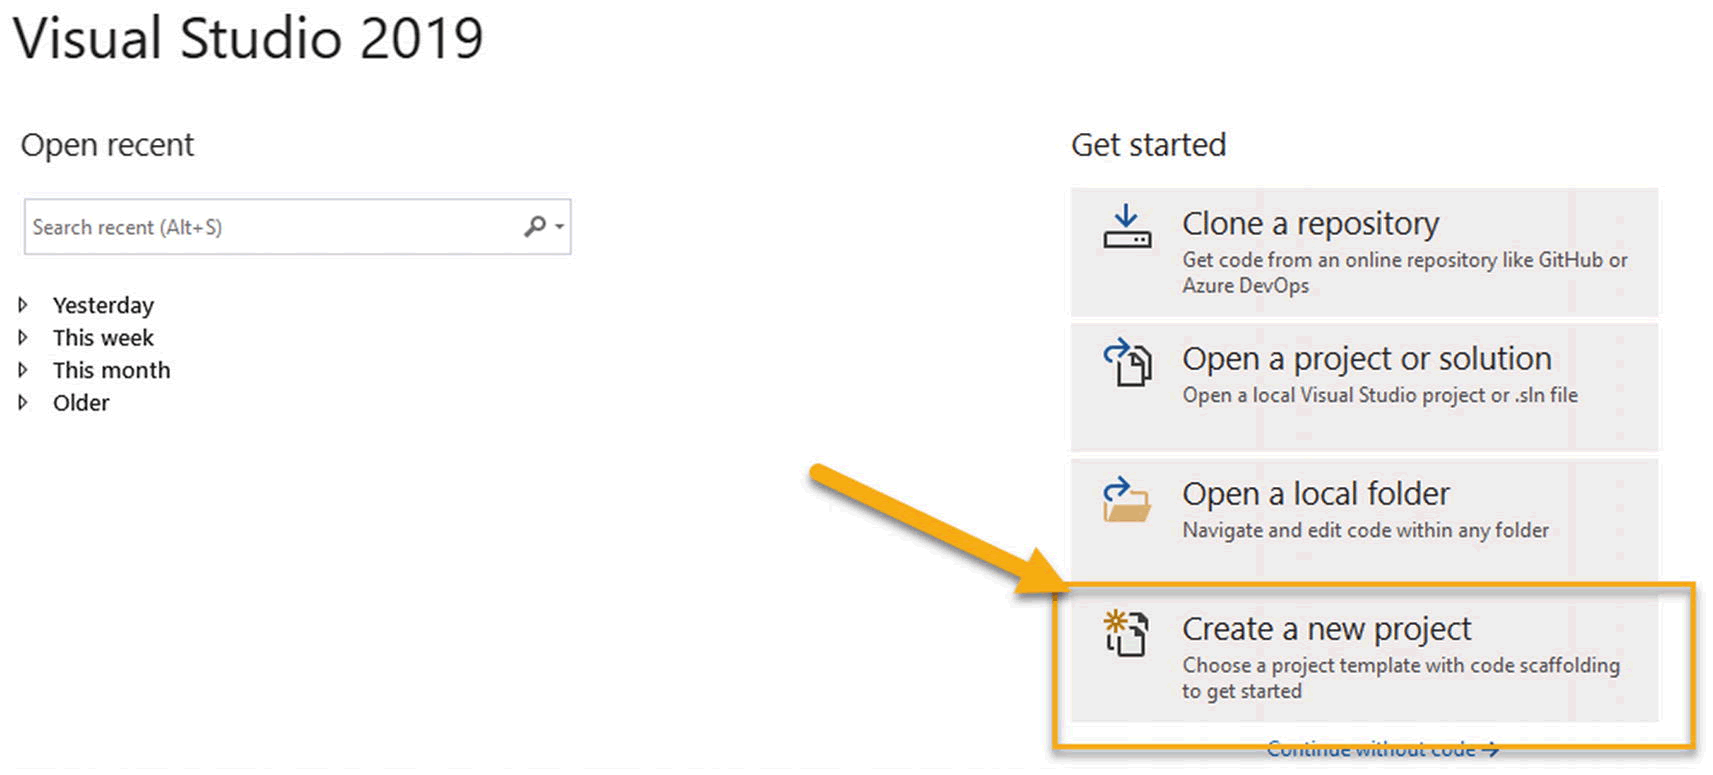 Visual Studio 2019
Open recent
Search recent (Alt+S)
Yesterday
This week
This month
Older
Get started
Clone a repository
Get code from an online repository like GitHub or
Azure DevOps
Open a project or solution
Open a local Visual Studio project or .sln file
Open a local folder
Navigate and edit code within any folder
Create a new project
Choose a project template with code scaffolding
to get started
Continue without code →